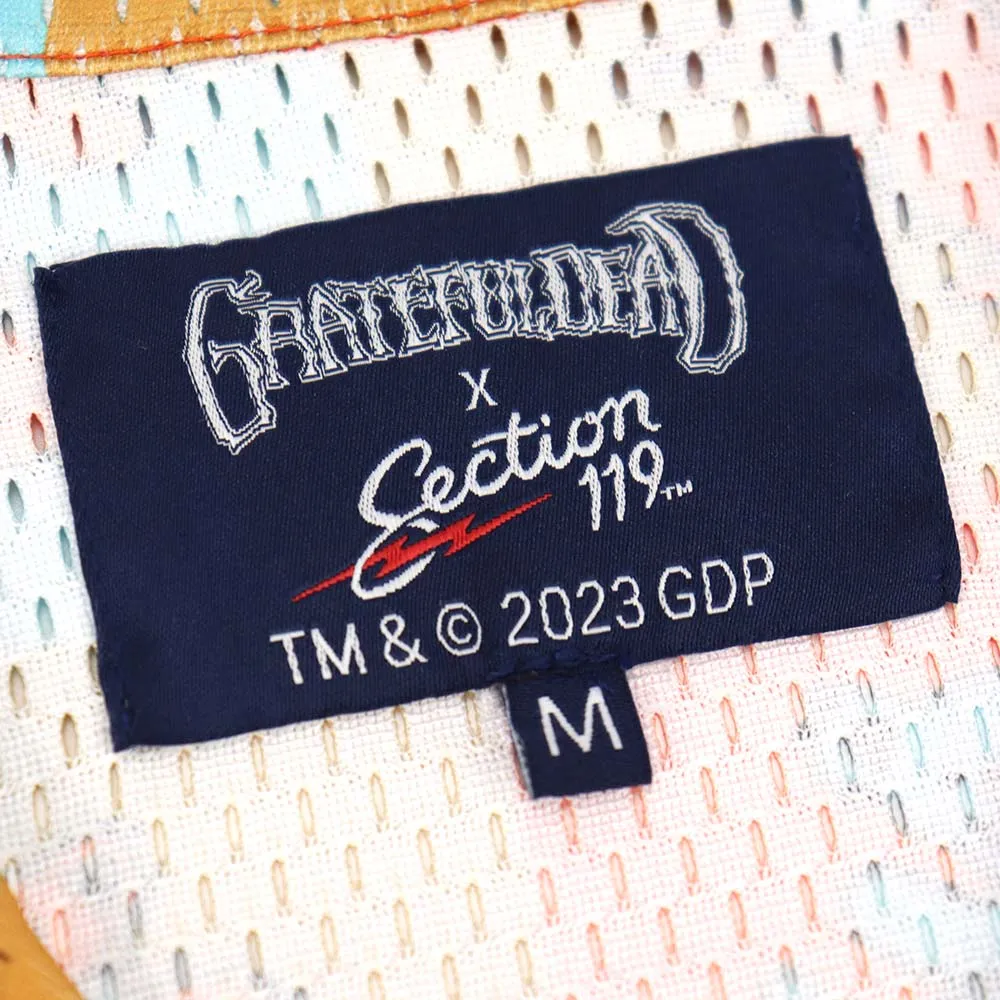 GRATEFUL DEAD
X
Section
119™
TM & © 2023 GDP
M